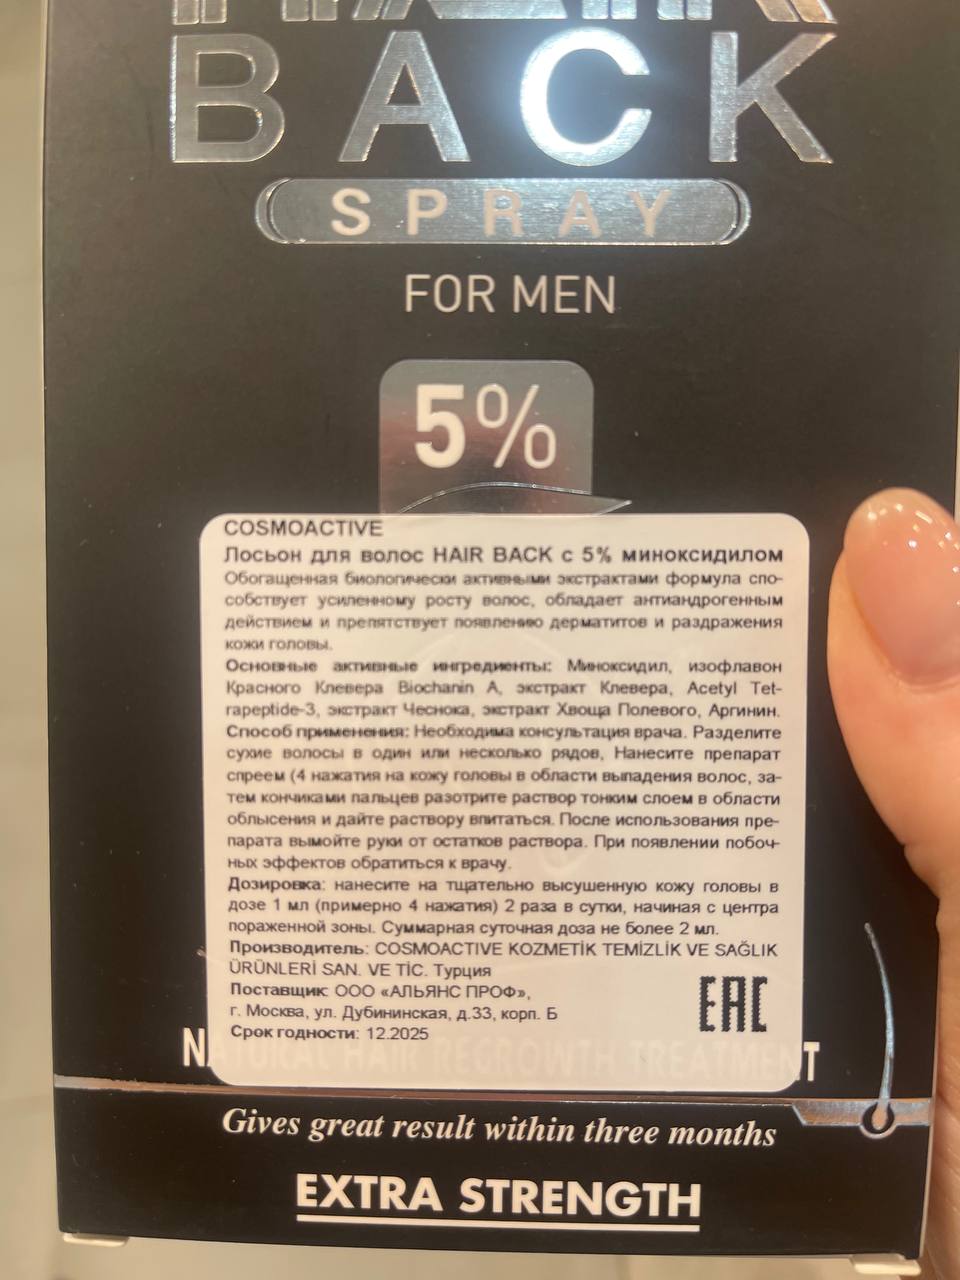 BACK
SPRAY
FOR MEN
5%
COSMOACTIVE
Лосьон для волос HAIR BACK с 5% миноксидилом
Обогащенная биологически активными экстрактами формула спо-
собствует усиленному росту волос, обладает антиандрогенным
действием и препятствует появлению дерматитов и раздражения
кожи головы.
Основные активные ингредиенты: Миноксидил, изофлавон
Красного Клевера Biochanin A, экстракт Клевера, Acetyl Tet-
rapeptide-3, экстракт Чеснока, экстракт Хвоща Полевого, Аргинин.
Способ применения: Необходима консультация врача. Разделите
сухие волосы в один или несколько рядов, Нанесите препарат
спреем (4 нажатия на кожу головы в области выпадения волос, за-
тем кончиками пальцев разотрите раствор тонким слоем в области
облысения и дайте раствору впитаться. После использования пре-
парата вымойте руки от остатков раствора. При появлении побоч-
ных эффектов обратиться к врачу.
Дозировка: нанесите на тщательно высушенную кожу головы в
дозе 1 мл (примерно 4 нажатия) 2 раза в сутки, начиная с центра
пораженной зоны. Суммарная суточная доза не более 2 мл.
Производитель: COSMOACTIVE KOZMETİK TEMİZLİK VE SAĞLIK
ÜRÜNLERİ SAN. VE TİC. Турция
Поставщик: ООО «АЛЬЯНС ПРОФ»,
г. Москва, ул. Дубининская, д.33, корп. Б
Срок годности: 12.2025
EAC
NATURAL HAIR REGROWTH TREATMENT
Gives great result within three months
EXTRA STRENGTH